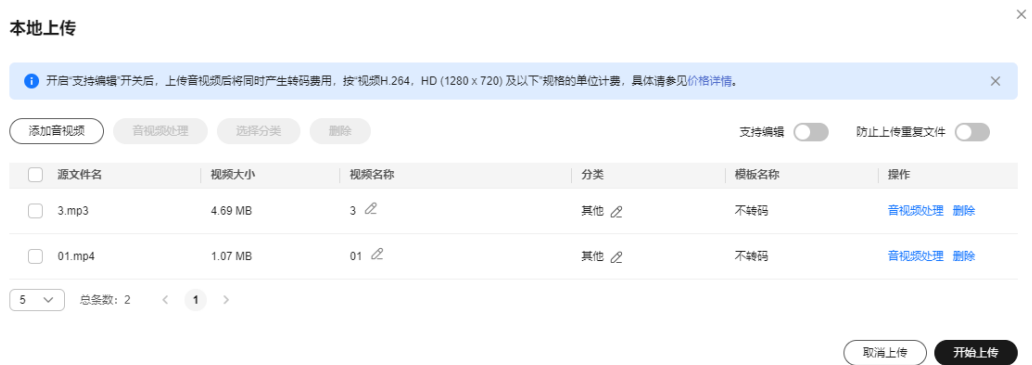 本地上传
开启"支持编辑"开关后，上传音视频后将同时产生转码费用，按"视频H.264，HD (1280 x 720) 及以下"规格的单位计费，具体请参见价格详情。
添加音视频 音视频处理 选择分类 删除 支持编辑 防止上传重复文件
源文件名 视频大小 视频名称 分类 模板名称 操作
3.mp3 4.69 MB 3 其他 不转码 音视频处理 删除
01.mp4 1.07 MB 01 其他 不转码 音视频处理 删除
5 总条数：2 < 1 >
取消上传 开始上传